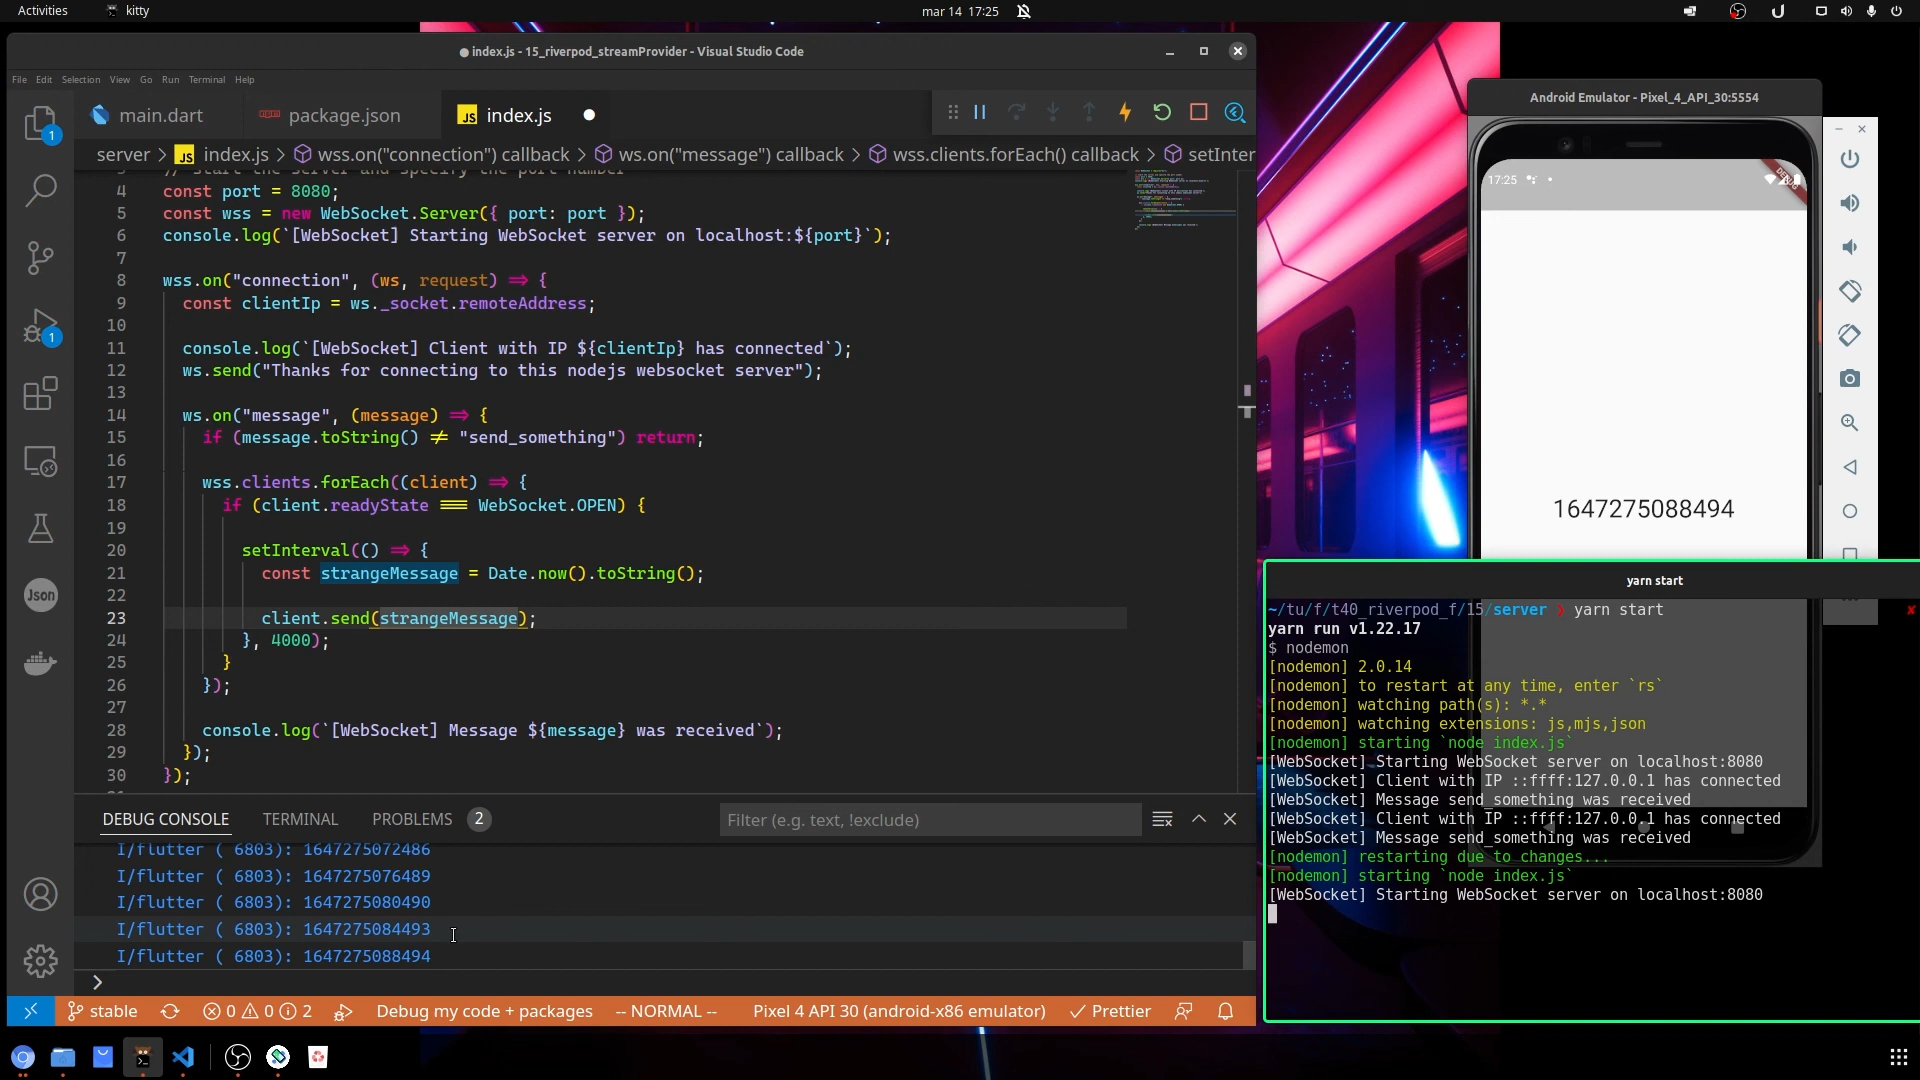 Activities kitty mar 14 17:25
index.js - 15_riverpod_streamProvider - Visual Studio Code
File Edit Selection View Go Run Terminal Help
main.dart package.json JS index.js
server > JS index.js > wss.on("connection") callback > ws.on("message") callback > wss.clients.forEach() callback > setInter
4 const port = 8080;
5 const wss = new WebSocket.Server({ port: port });
6 console.log(`[WebSocket] Starting WebSocket server on localhost:${port}`);
7
8 wss.on("connection", (ws, request) => {
9 const clientIp = ws._socket.remoteAddress;
10
11 console.log(`[WebSocket] Client with IP ${clientIp} has connected`);
12 ws.send("Thanks for connecting to this nodejs websocket server");
13
14 ws.on("message", (message) => {
15 if (message.toString() ≠ "send_something") return;
16
17 wss.clients.forEach((client) => {
18 if (client.readyState === WebSocket.OPEN) {
19
20 setInterval(() => {
21 const strangeMessage = Date.now().toString();
22
23 client.send(strangeMessage);
24 }, 4000);
25 }
26 });
27
28 console.log(`[WebSocket] Message ${message} was received`);
29 });
30 });
DEBUG CONSOLE TERMINAL PROBLEMS 2 Filter (e.g. text, !exclude)
I/flutter ( 6803): 1647275072486
I/flutter ( 6803): 1647275076489
I/flutter ( 6803): 1647275080490
I/flutter ( 6803): 1647275084493
I/flutter ( 6803): 1647275088494
>
1
1
Json
stable 0 0 2 Debug my code + packages -- NORMAL -- Pixel 4 API 30 (android-x86 emulator) Prettier
Android Emulator - Pixel_4_API_30:5554
17:25
DEBUG
1647275088494
yarn start
~/tu/f/t40_riverpod_f/15/server ❯ yarn start ✘
yarn run v1.22.17
$ nodemon
[nodemon] 2.0.14
[nodemon] to restart at any time, enter `rs`
[nodemon] watching path(s): *.*
[nodemon] watching extensions: js,mjs,json
[nodemon] starting `node index.js`
[WebSocket] Starting WebSocket server on localhost:8080
[WebSocket] Client with IP ::ffff:127.0.0.1 has connected
[WebSocket] Message send_something was received
[WebSocket] Client with IP ::ffff:127.0.0.1 has connected
[WebSocket] Message send_something was received
[nodemon] restarting due to changes...
[nodemon] starting `node index.js`
[WebSocket] Starting WebSocket server on localhost:8080